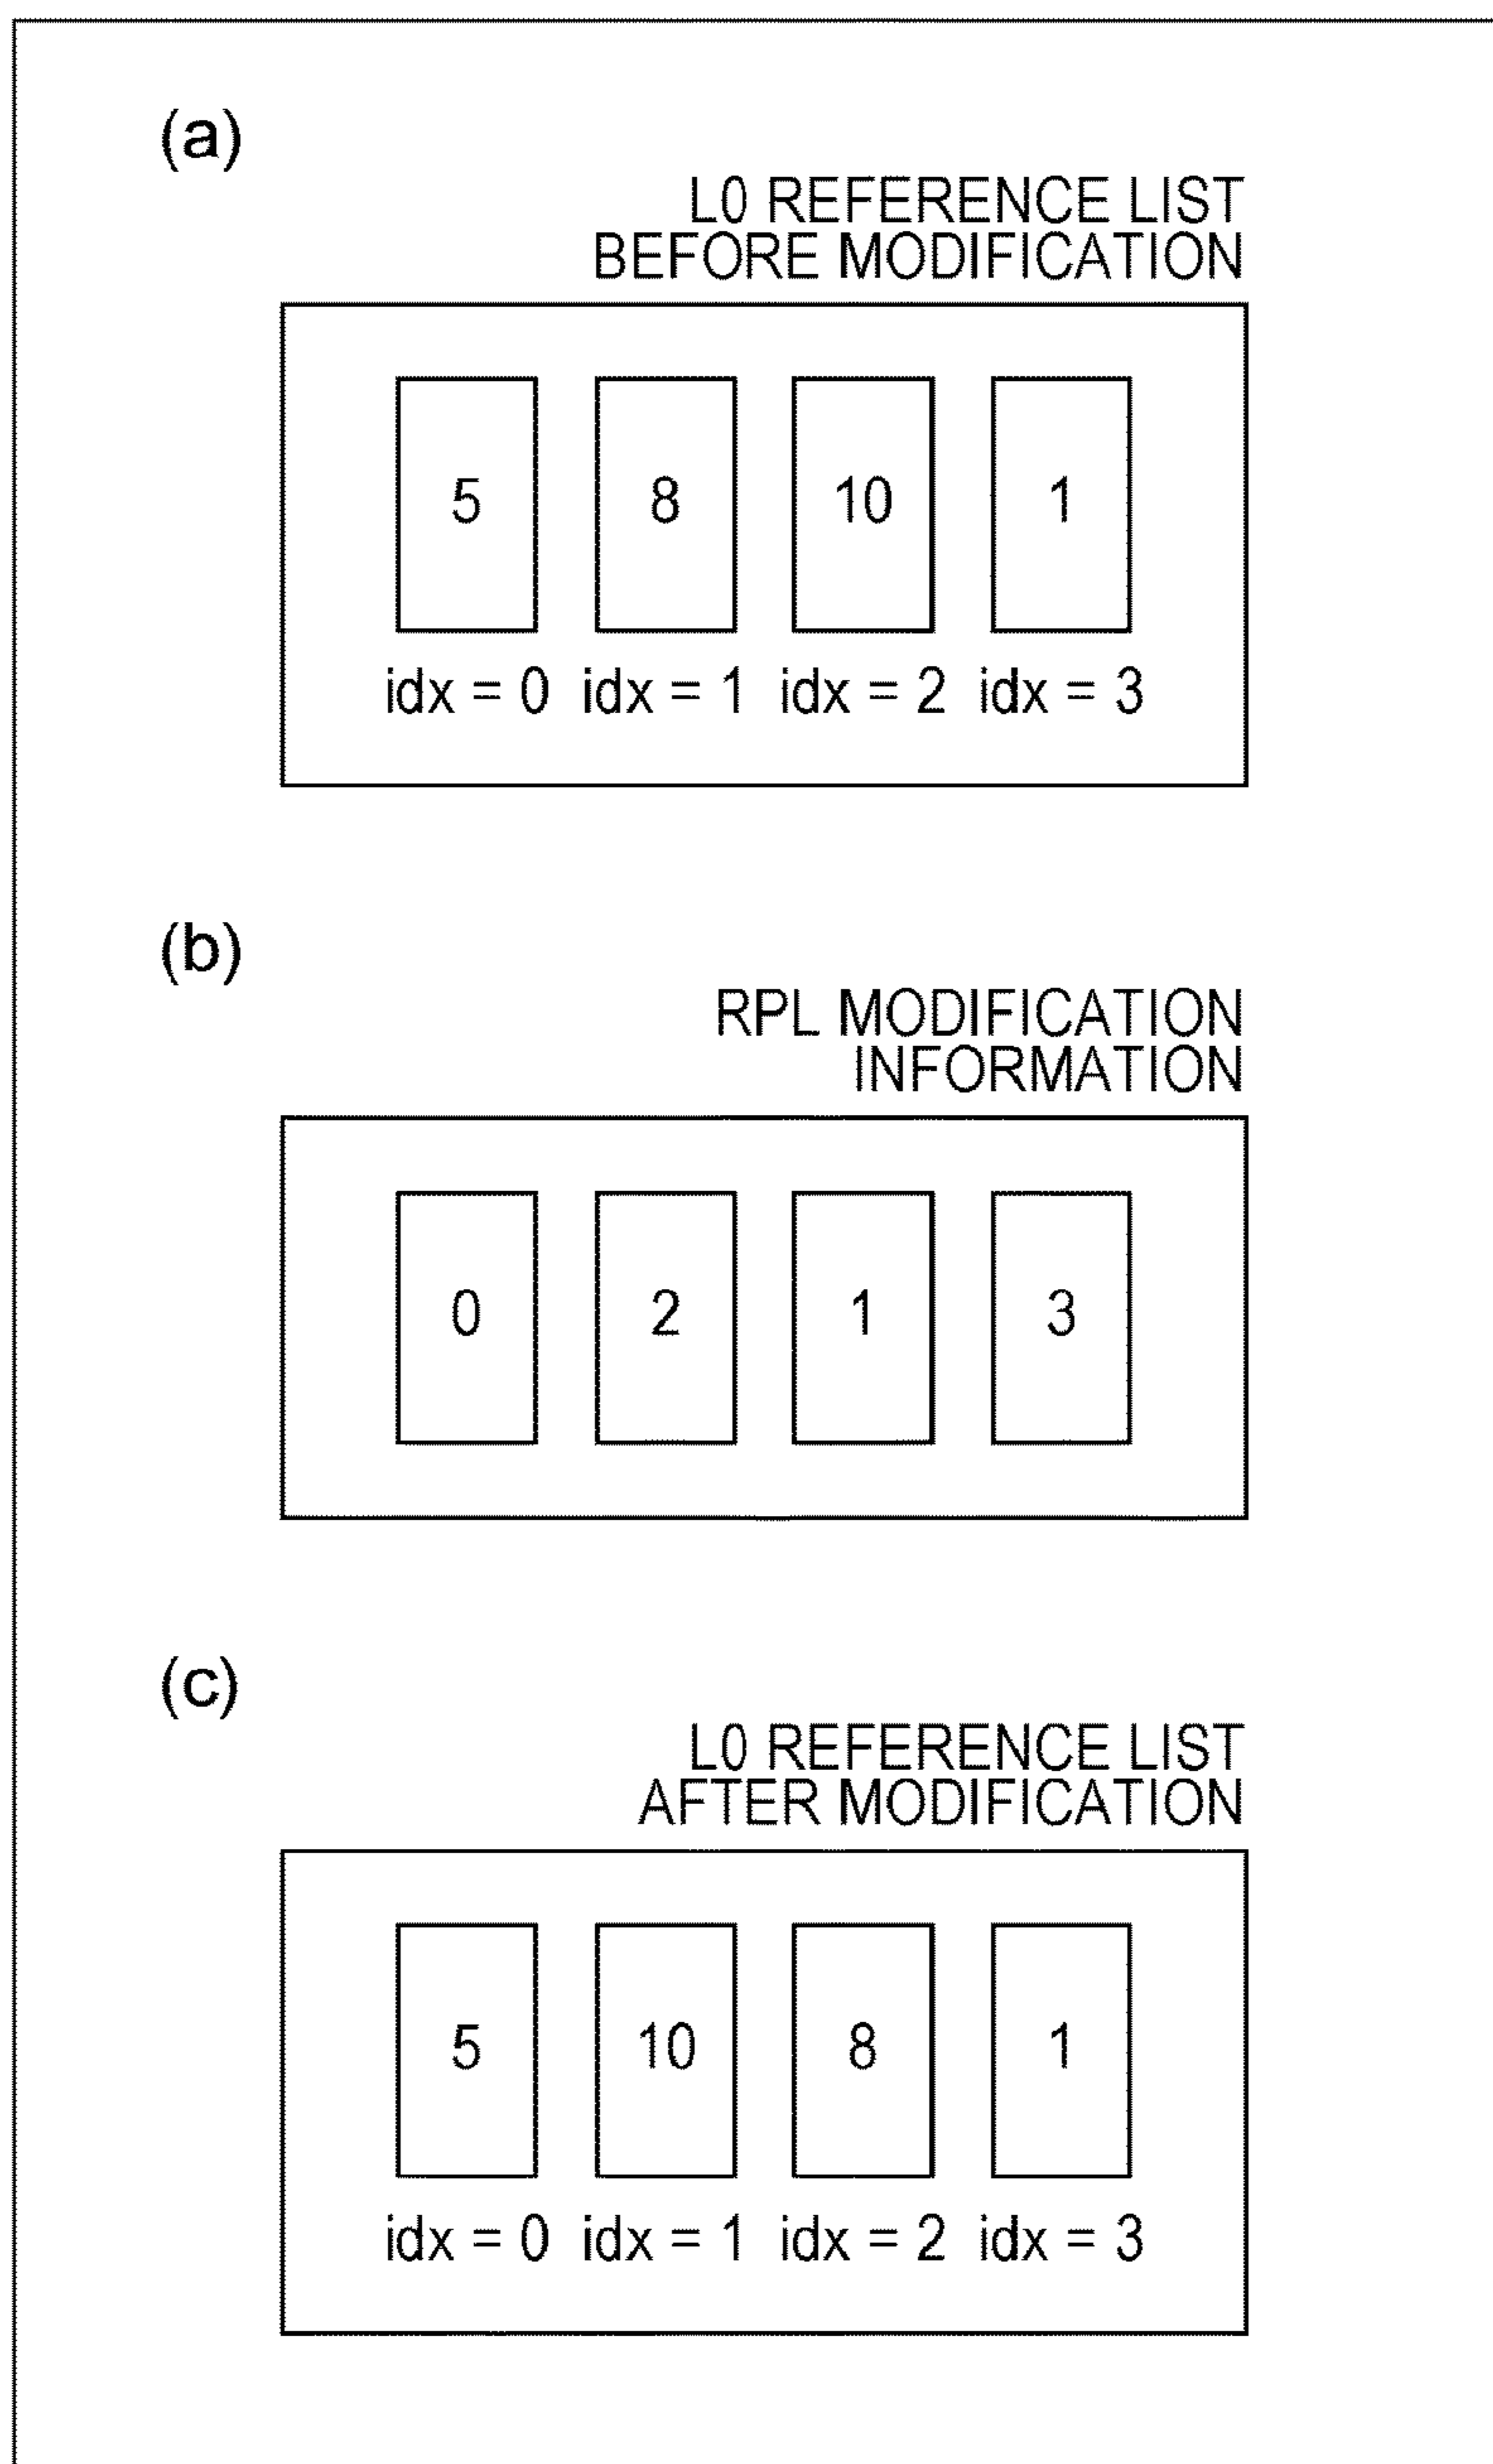 (a)
L0 REFERENCE LIST
BEFORE MODIFICATION
5 8 10 1
idx = 0 idx = 1 idx = 2 idx = 3
(b)
RPL MODIFICATION
INFORMATION
0 2 1 3
(c)
L0 REFERENCE LIST
AFTER MODIFICATION
5 10 8 1
idx = 0 idx = 1 idx = 2 idx = 3